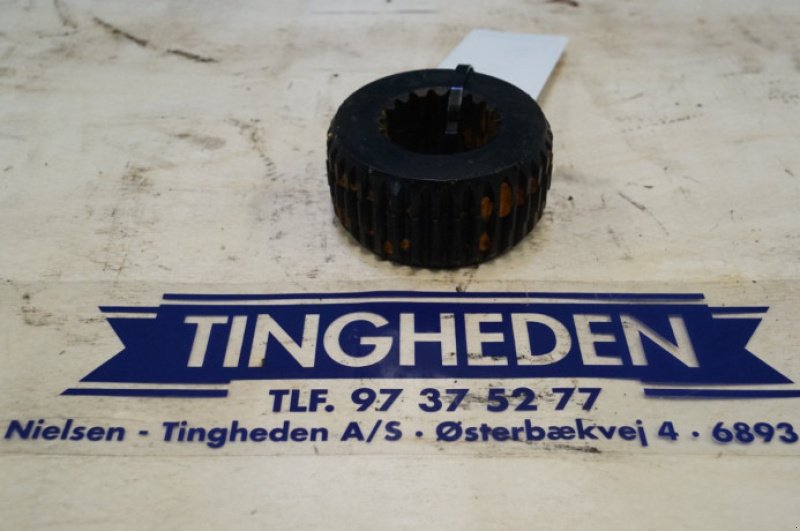 TINGHEDEN
TLF. 97 37 52 77
Nielsen - Tingheden A/S · Østerbækvej 4 · 6893